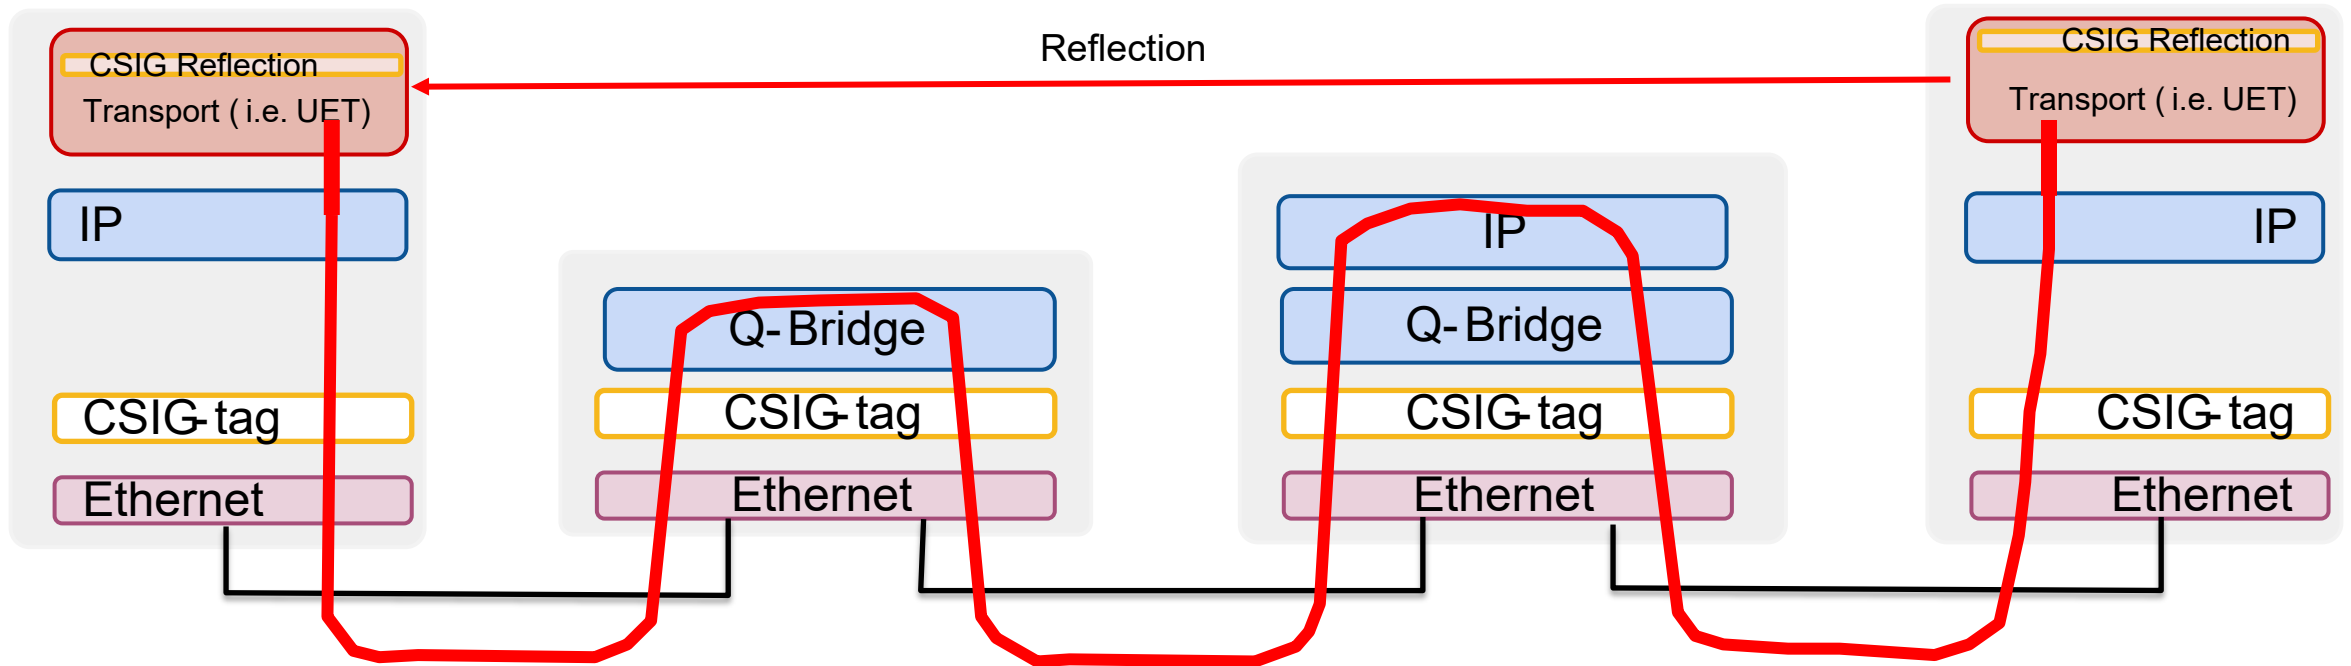 Reflection
CSIG Reflection
Transport ( i.e. UET)
IP
CSIG-tag
Ethernet
Q-Bridge
CSIG-tag
Ethernet
IP
Q-Bridge
CSIG-tag
Ethernet
CSIG Reflection
Transport ( i.e. UET)
IP
CSIG-tag
Ethernet